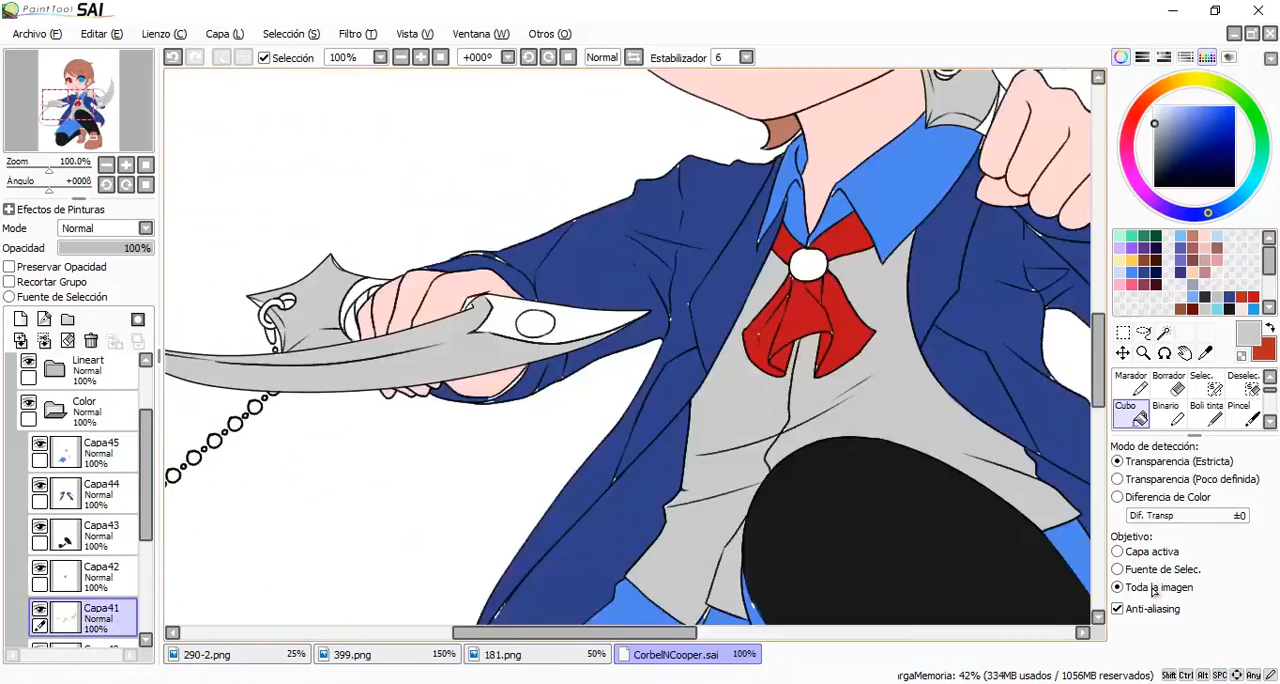 PaintTool SAI
Archivo (F) Editar (E) Lienzo (C) Capa (L) Selección (S) Filtro (T) Vista (V) Ventana (W) Otros (O)
Selección 100% +000° Normal Estabilizador 6
Zoom 100.0%
Ángulo +000ß
Efectos de Pinturas
Modo Normal
Opacidad 100%
Preservar Opacidad
Recortar Grupo
Fuente de Selección
Lineart
Normal
100%
Color
Normal
100%
Capa45
Normal
100%
Capa44
Normal
100%
Capa43
Normal
100%
Capa42
Normal
100%
Capa41
Normal
100%
Marador Borrador Selec. Deselec.
Cubo Binario Boli tinta Pincel
Modo de detección:
Transparencia (Estricta)
Transparencia (Poco definida)
Diferencia de Color
Dif. Transp ±0
Objetivo:
Capa activa
Fuente de Selec.
Toda la imagen
Anti-aliasing
290-2.png 25% 399.png 150% 181.png 50% CorbelNCooper.sai 100%
rgaMemoria: 42% (334MB usados / 1056MB reservados) Shift Ctrl Alt SPC Any